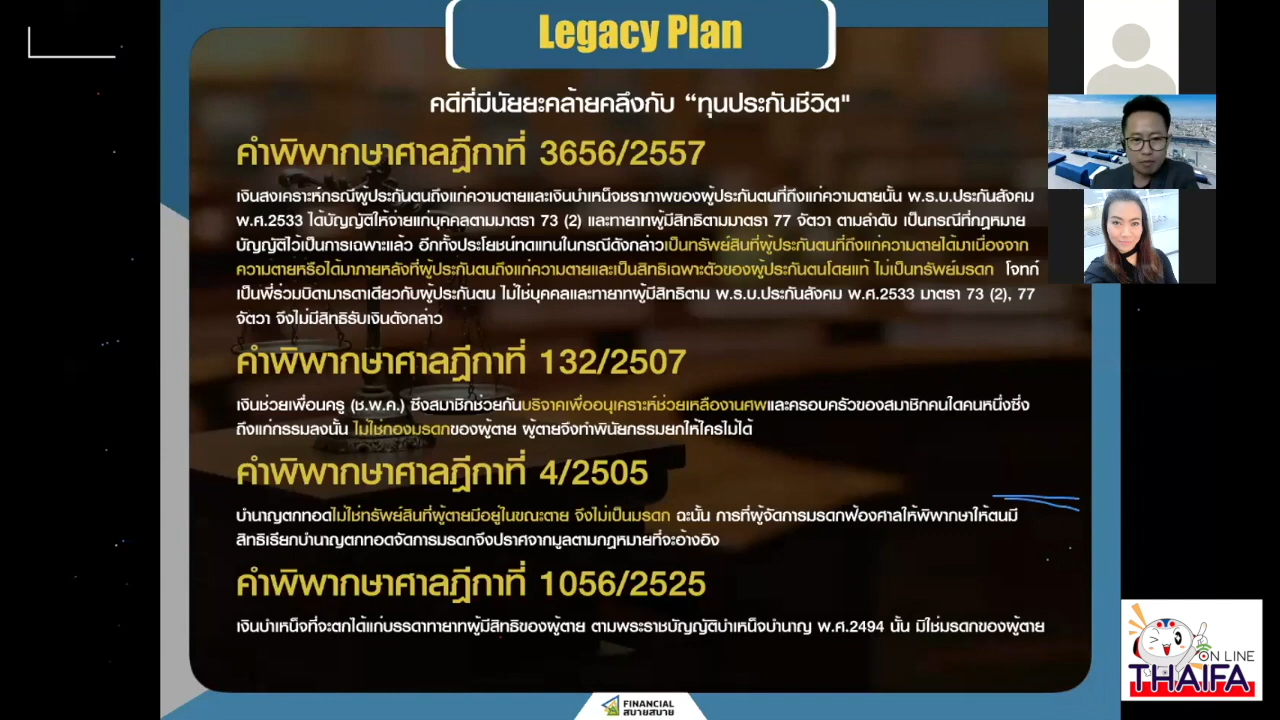 Legacy Plan
คดีที่มีนัยยะคล้ายคลึงกับ “ทุนประกันชีวิต"
คำพิพากษาศาลฎีกาที่ 3656/2557
เงินสงเคราะห์กรณีผู้ประกันตนถึงแก่ความตายและเงินบำเหน็จชราภาพของผู้ประกันตนที่ถึงแก่ความตายนั้น พ.ร.บ.ประกันสังคม
พ.ศ.2533 ได้บัญญัติให้จ่ายแก่บุคคลตามมาตรา 73 (2) และทายาทผู้มีสิทธิตามมาตรา 77 จัตวา ตามลำดับ เป็นกรณีที่กฎหมาย
บัญญัติไว้เป็นการเฉพาะแล้ว อีกทั้งประโยชน์ทดแทนในกรณีดังกล่าวเป็นทรัพย์สินที่ผู้ประกันตนที่ถึงแก่ความตายได้มาเนื่องจาก
ความตายหรือได้มาภายหลังที่ผู้ประกันตนถึงแก่ความตายและเป็นสิทธิเฉพาะตัวของผู้ประกันตนโดยแท้ ไม่เป็นทรัพย์มรดก โจทก์
เป็นพี่ร่วมบิดามารดาเดียวกับผู้ประกันตน ไม่ใช่บุคคลและทายาทผู้มีสิทธิตาม พ.ร.บ.ประกันสังคม พ.ศ.2533 มาตรา 73 (2), 77
จัตวา จึงไม่มีสิทธิรับเงินดังกล่าว
คำพิพากษาศาลฎีกาที่ 132/2507
เงินช่วยเพื่อนครู (ช.พ.ค.) ซึ่งสมาชิกช่วยกันบริจาคเพื่ออนุเคราะห์ช่วยเหลืองานศพและครอบครัวของสมาชิกคนใดคนหนึ่งซึ่ง
ถึงแก่กรรมลงนั้น ไม่ใช่กองมรดกของผู้ตาย ผู้ตายจึงทำพินัยกรรมยกให้ใครไม่ได้
คำพิพากษาศาลฎีกาที่ 4/2505
บำนาญตกทอดไม่ใช่ทรัพย์สินที่ผู้ตายมีอยู่ในขณะตาย จึงไม่เป็นมรดก ฉะนั้น การที่ผู้จัดการมรดกฟ้องศาลให้พิพากษาให้ตนมี
สิทธิเรียกบำนาญตกทอดจัดการมรดกจึงปราศจากมูลตามกฎหมายที่จะอ้างอิง
คำพิพากษาศาลฎีกาที่ 1056/2525
เงินบำเหน็จที่จะตกได้แก่บรรดาทายาทผู้มีสิทธิของผู้ตาย ตามพระราชบัญญัติบำเหน็จบำนาญ พ.ศ.2494 นั้น มิใช่มรดกของผู้ตาย
FINANCIAL
สบายสบาย
ON LINE
THAIFA